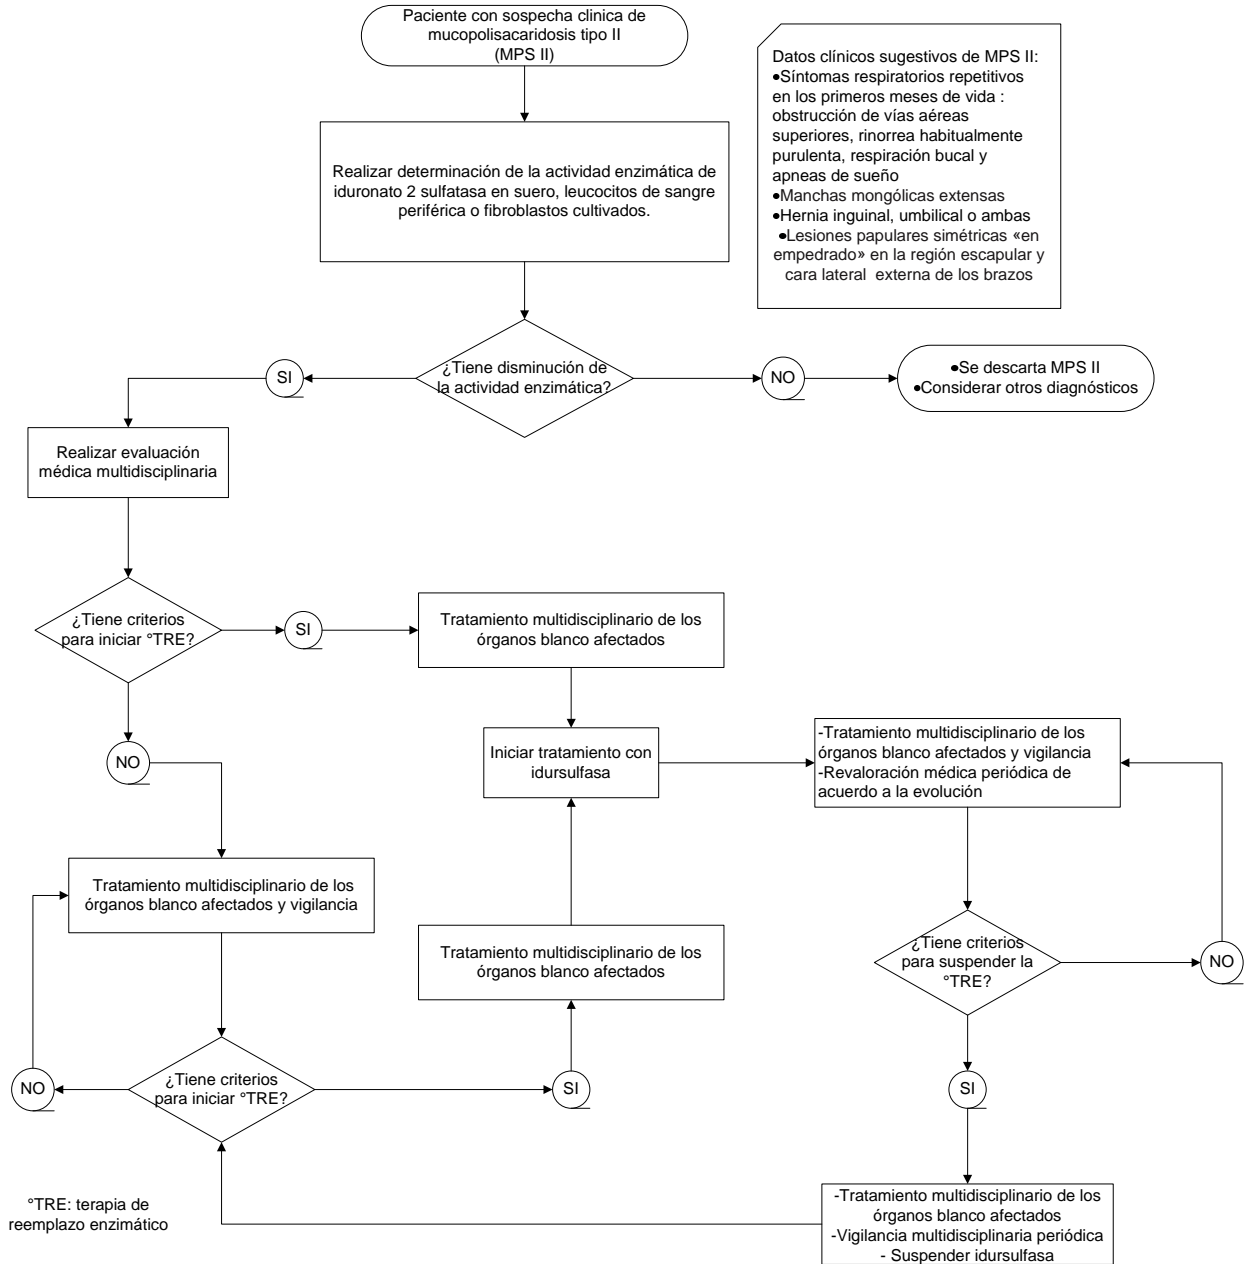 Paciente con sospecha clinica de
mucopolisacaridosis tipo II
(MPS II)
Datos clínicos sugestivos de MPS II:
•Síntomas respiratorios repetitivos
en los primeros meses de vida :
obstrucción de vías aéreas
superiores, rinorrea habitualmente
purulenta, respiración bucal y
apneas de sueño
•Manchas mongólicas extensas
•Hernia inguinal, umbilical o ambas
•Lesiones papulares simétricas «en
empedrado» en la región escapular y
cara lateral externa de los brazos
Realizar determinación de la actividad enzimática de
iduronato 2 sulfatasa en suero, leucocitos de sangre
periférica o fibroblastos cultivados.
¿Tiene disminución de
la actividad enzimática?
SI
NO
•Se descarta MPS II
•Considerar otros diagnósticos
Realizar evaluación
médica multidisciplinaria
¿Tiene criterios
para iniciar °TRE?
SI
Tratamiento multidisciplinario de los
órganos blanco afectados
NO
Iniciar tratamiento con
idursulfasa
-Tratamiento multidisciplinario de los
órganos blanco afectados y vigilancia
-Revaloración médica periódica de
acuerdo a la evolución
Tratamiento multidisciplinario de los
órganos blanco afectados y vigilancia
Tratamiento multidisciplinario de los
órganos blanco afectados
¿Tiene criterios
para suspender la
°TRE?
NO
NO
¿Tiene criterios
para iniciar °TRE?
SI
SI
°TRE: terapia de
reemplazo enzimático
-Tratamiento multidisciplinario de los
órganos blanco afectados
-Vigilancia multidisciplinaria periódica
- Suspender idursulfasa